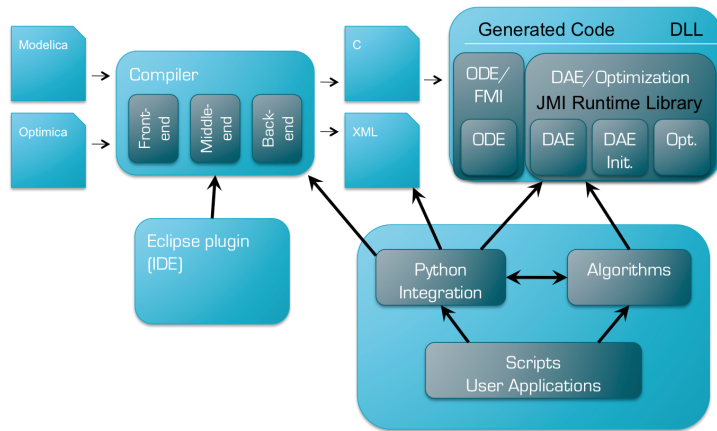 Modelica
Optimica
Compiler
Front-
end
Middle-
end
Back-
end
C
XML
Generated Code DLL
ODE/
FMI
DAE/Optimization
JMI Runtime Library
ODE
DAE
DAE
Init.
Opt.
Eclipse plugin
(IDE)
Python
Integration
Algorithms
Scripts
User Applications